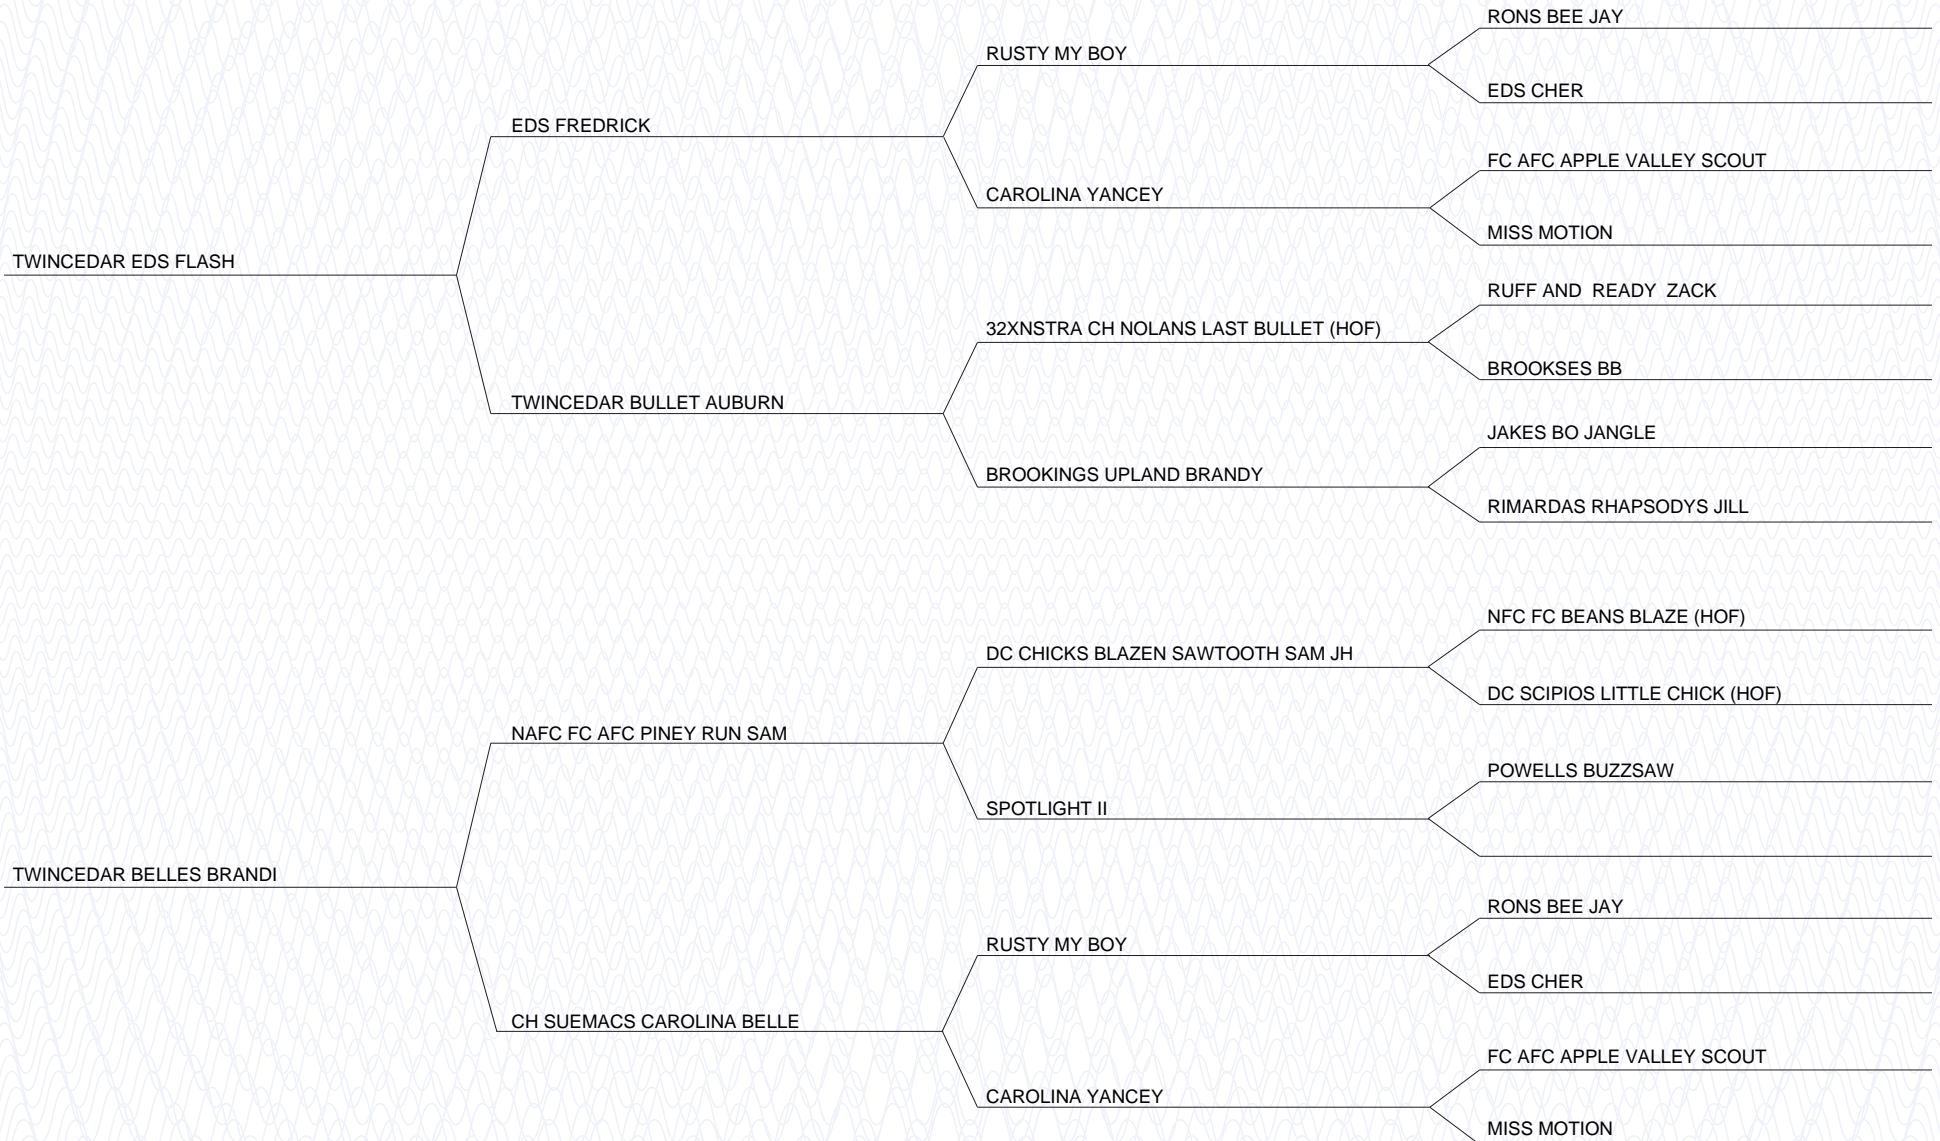 RONS BEE JAY
RUSTY MY BOY
EDS CHER
EDS FREDRICK
FC AFC APPLE VALLEY SCOUT
CAROLINA YANCEY
MISS MOTION
TWINCEDAR EDS FLASH
RUFF AND  READY  ZACK
32XNSTRA CH NOLANS LAST BULLET (HOF)
BROOKSES BB
TWINCEDAR BULLET AUBURN
JAKES BO JANGLE
BROOKINGS UPLAND BRANDY
RIMARDAS RHAPSODYS JILL
NFC FC BEANS BLAZE (HOF)
DC CHICKS BLAZEN SAWTOOTH SAM JH
DC SCIPIOS LITTLE CHICK (HOF)
NAFC FC AFC PINEY RUN SAM
POWELLS BUZZSAW
SPOTLIGHT II
TWINCEDAR BELLES BRANDI
RONS BEE JAY
RUSTY MY BOY
EDS CHER
CH SUEMACS CAROLINA BELLE
FC AFC APPLE VALLEY SCOUT
CAROLINA YANCEY
MISS MOTION